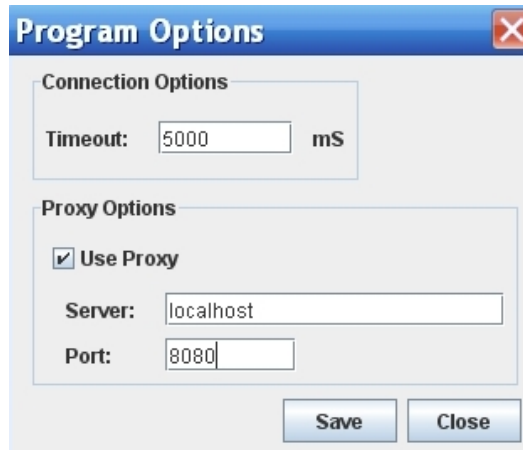 Program Options
Connection Options
Timeout: 5000 mS
Proxy Options
Use Proxy
Server: localhost
Port: 8080
Save Close